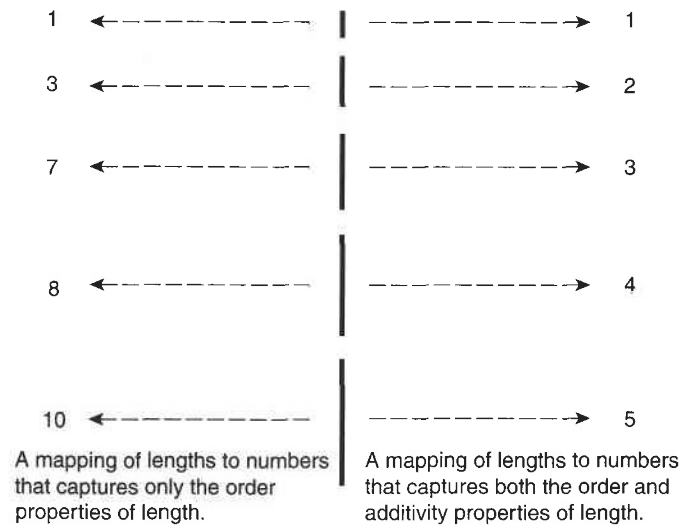 1 1
3 2
7 3
8 4
10 5
A mapping of lengths to numbers
that captures only the order
properties of length.
A mapping of lengths to numbers
that captures both the order and
additivity properties of length.